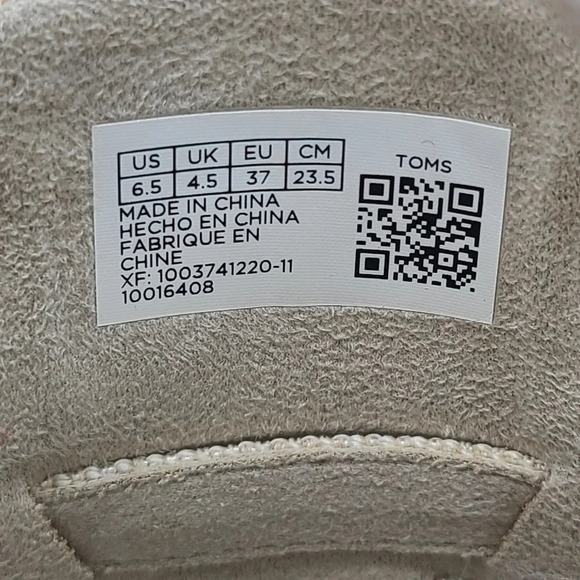 US UK EU CM
6.5 4.5 37 23.5
MADE IN CHINA
HECHO EN CHINA
FABRIQUE EN
CHINE
XF: 1003741220-11
10016408
TOMS